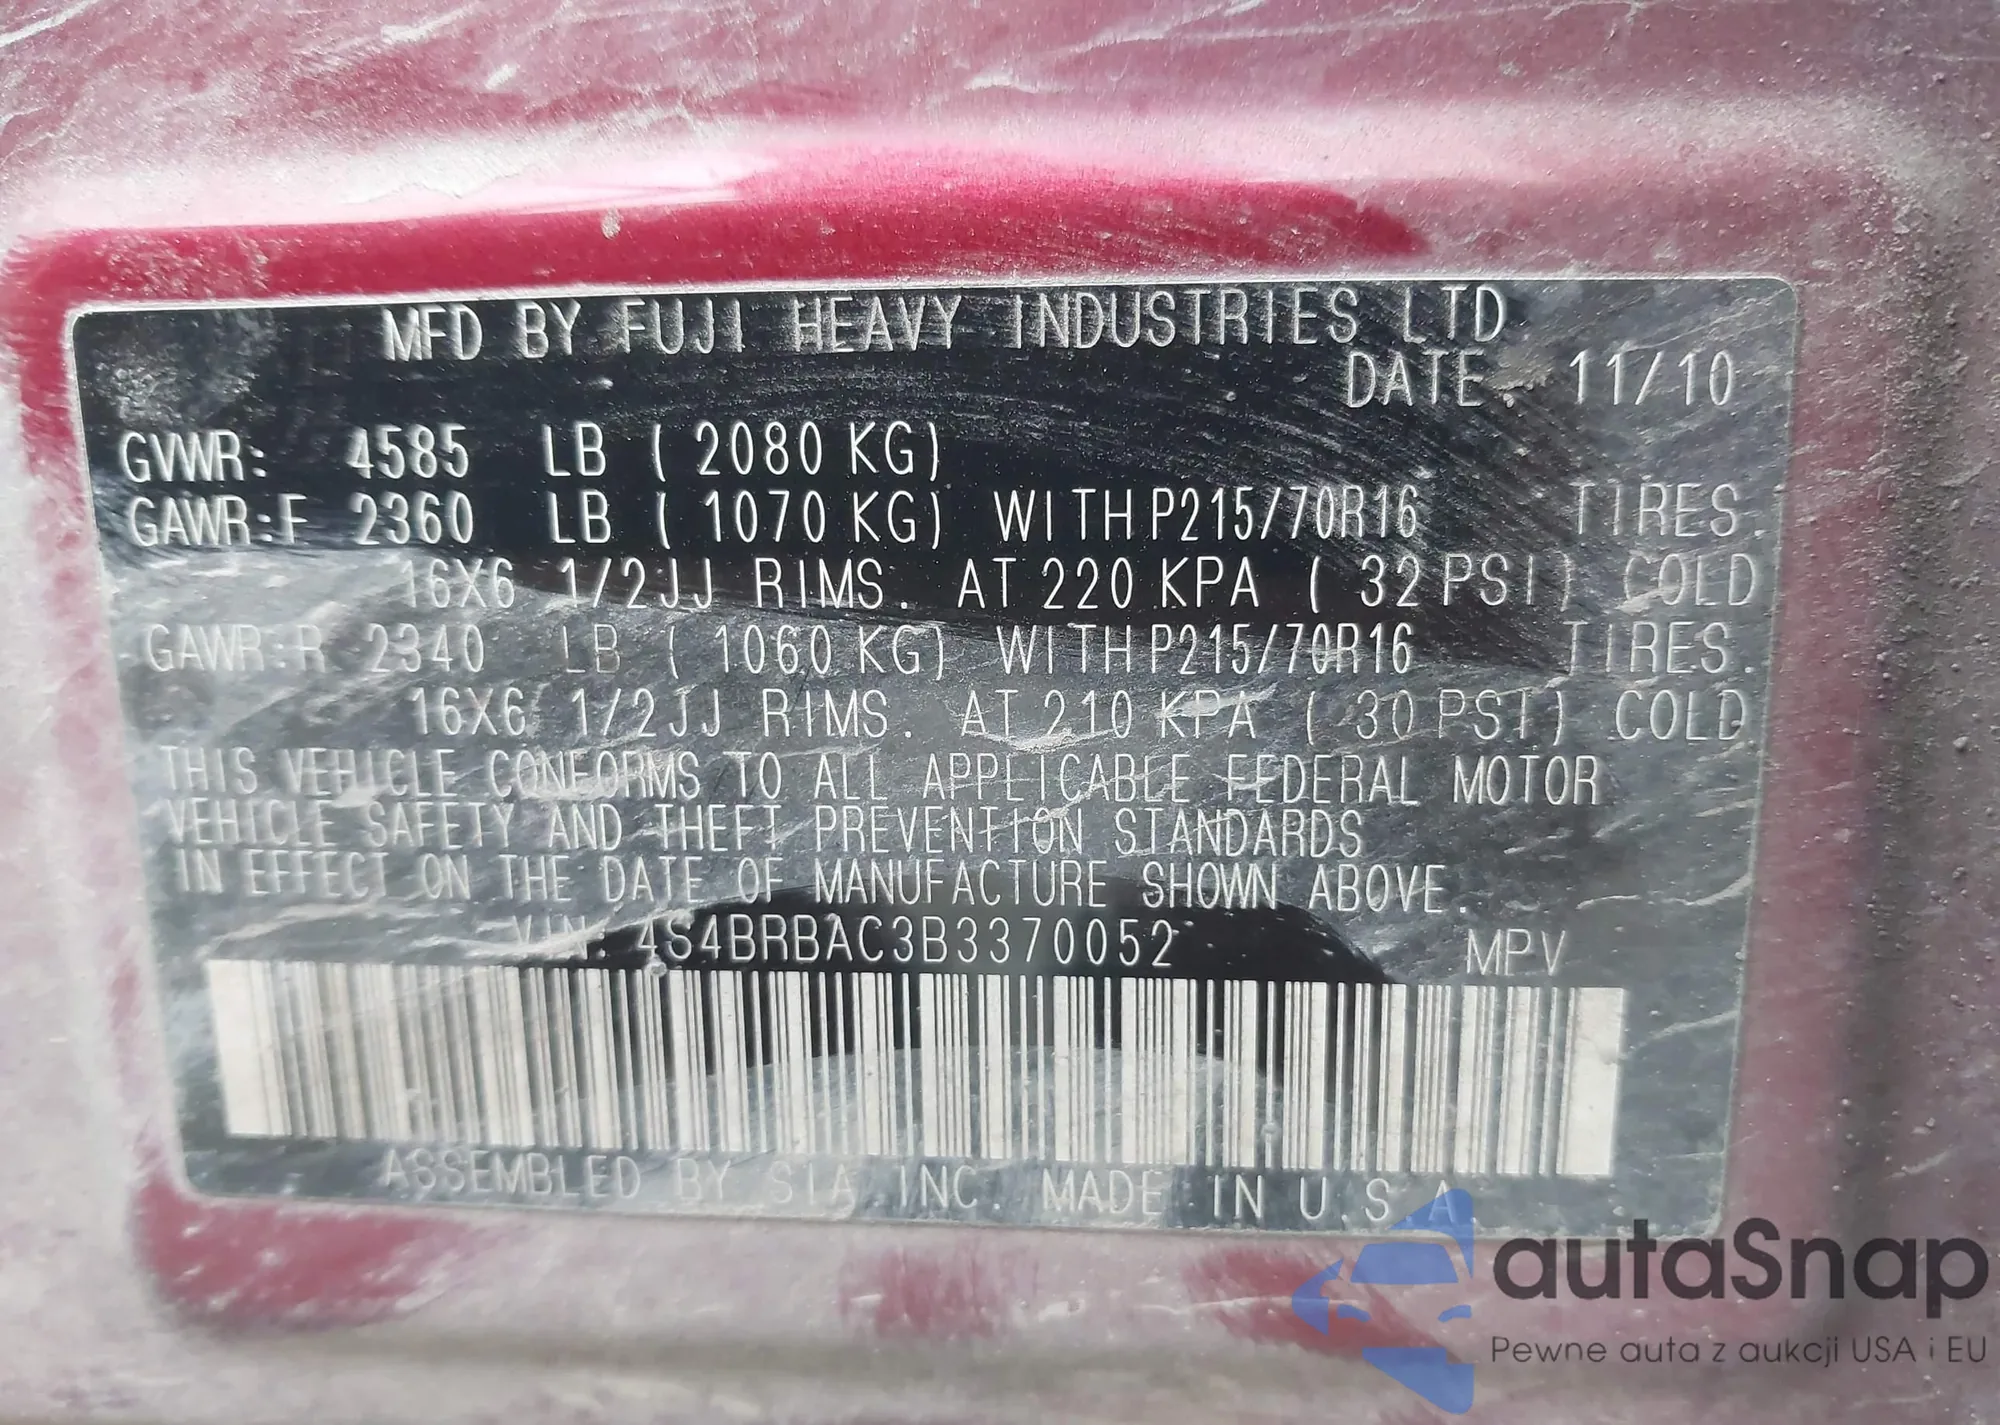 MFD BY FUJI HEAVY INDUSTRIES LTD.
DATE: 11/10
GVWR: 4585 LB ( 2080 KG)
GAWR:F 2360 LB ( 1070 KG) WITH P215/70R16 TIRES.
16X6 1/2JJ RIMS. AT 220 KPA ( 32 PSI) COLD
GAWR:R 2340 LB ( 1060 KG) WITH P215/70R16 TIRES.
16X6 1/2JJ RIMS. AT 210 KPA ( 30 PSI) COLD
THIS VEHICLE CONFORMS TO ALL APPLICABLE FEDERAL MOTOR
VEHICLE SAFETY AND THEFT PREVENTION STANDARDS
IN EFFECT ON THE DATE OF MANUFACTURE SHOWN ABOVE.
VIN: 4S4BRBAC3B3370052 MPV
ASSEMBLED BY SIA, INC. MADE IN U.S.A.
autaSnap
Pewne auta z aukcji USA i EU